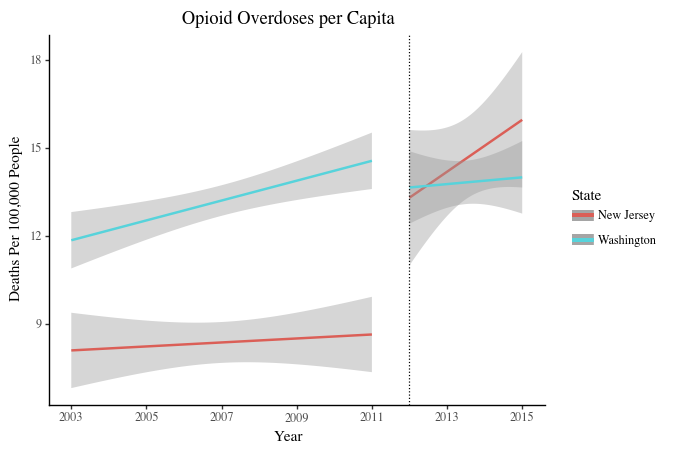 Opioid Overdoses per Capita
Deaths Per 100,000 People
18
15
12
9
2003
2005
2007
2009
2011
2013
2015
Year
State
New Jersey
Washington